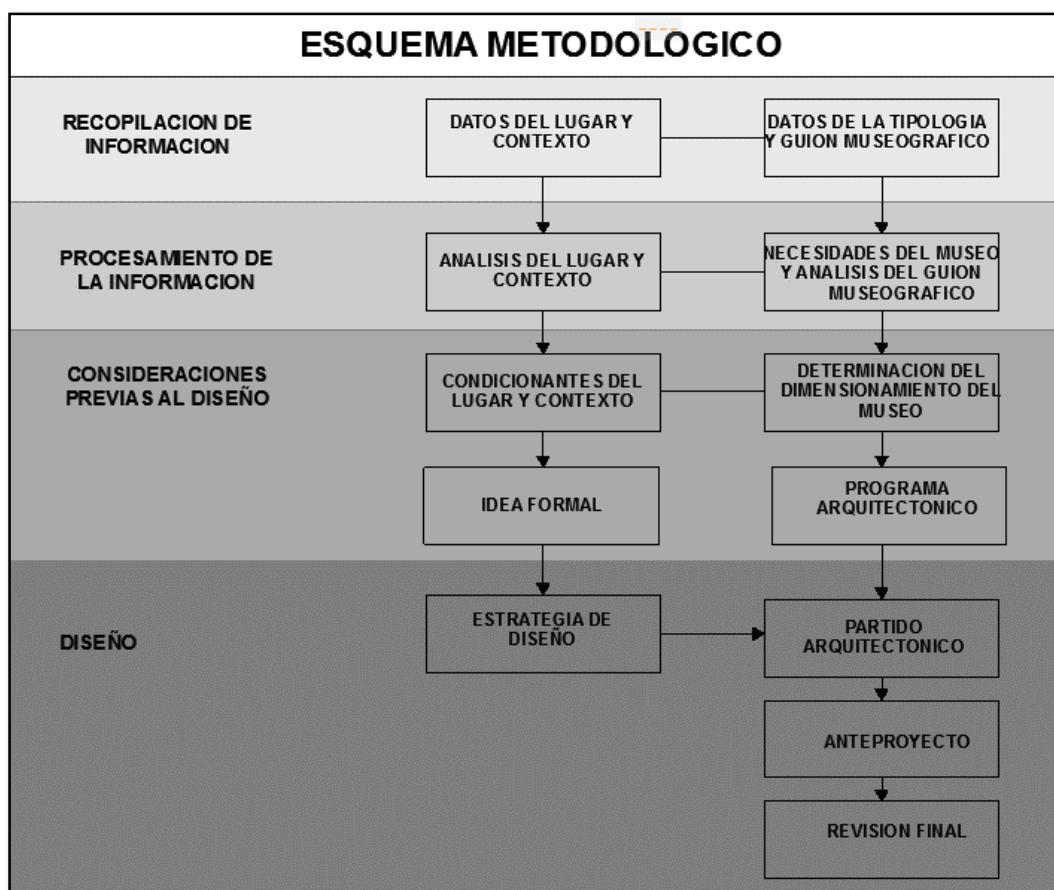 ESQUEMA METODOLOGICO
RECOPILACION DE
INFORMACION
DATOS DEL LUGAR Y
CONTEXTO
DATOS DE LA TIPOLOGIA
Y GUION MUSEOGRAFICO
PROCESAMIENTO DE
LA INFORMACION
ANALISIS DEL LUGAR Y
CONTEXTO
NECESIDADES DEL MUSEO
Y ANALISIS DEL GUION
MUSEOGRAFICO
CONSIDERACIONES
PREVIAS AL DISEÑO
CONDICIONANTES DEL
LUGAR Y CONTEXTO
DETERMINACION DEL
DIMENSIONAMIENTO DEL
MUSEO
IDEA FORMAL
PROGRAMA
ARQUITECTONICO
DISEÑO
ESTRATEGIA DE
DISEÑO
PARTIDO
ARQUITECTONICO
ANTEPROYECTO
REVISION FINAL